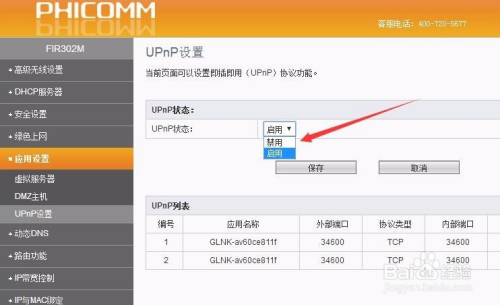 PHICOMM
客服电话：400-720-5677
FIR302M
UPnP设置
高级无线设置
当前页面可以设置即插即用（UPnP）协议功能。
DHCP服务器
安全设置
UPnP状态：
绿色上网
UPnP状态： 启用
禁用
启用
应用设置
保存 取消
虚拟服务器
DMZ主机
UPnP设置
UPnP列表
动态DNS
编号 应用名称 外部端口 协议类型 内部端口
1 GLNK-av60ce811f 34600 TCP 34600
路由功能
2 GLNK-av60ce811f 34600 TCP 34600
IP带宽控制
IP与MAC绑定
Baidu经验
jingyan.baidu.com